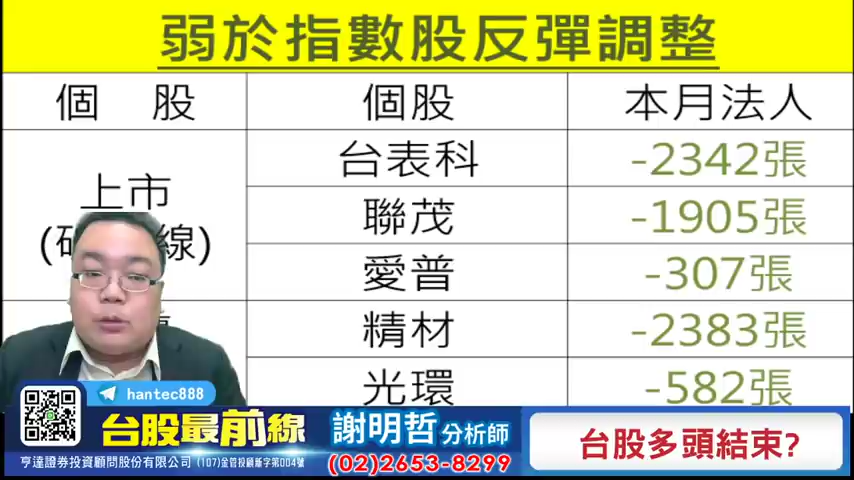 弱於指數股反彈調整
個 股 個股 本月法人
台表科 -2342張
上市
聯茂 -1905張
線)
愛普 -307張
精材 -2383張
光環 -582張
hantec888
台股最前線
謝明哲 分析師
台股多頭結束?
亨達證券投資顧問股份有限公司 (107)金管投顧新字第004號
(02)2653-8299